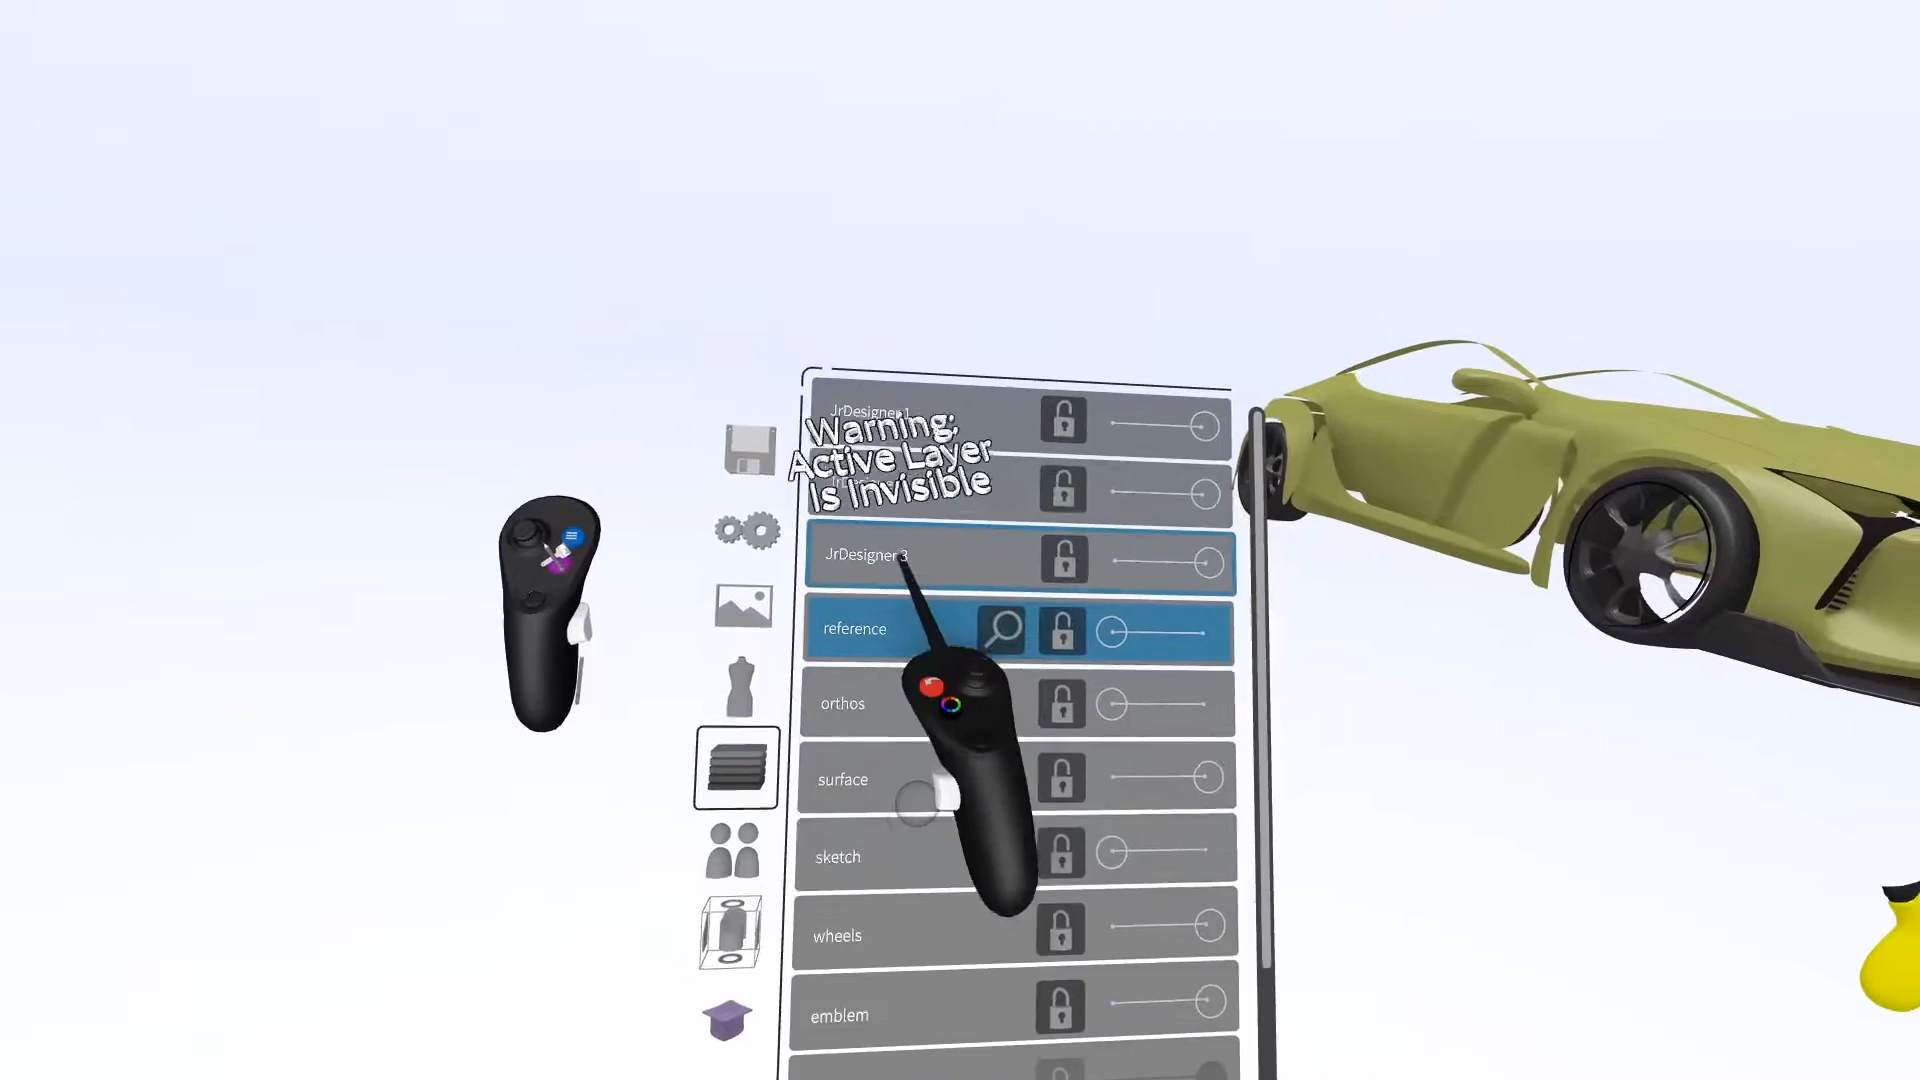 JrDesigner 1
Warning:
Active Layer
Is Invisible
JrDesigner 3
reference
orthos
surface
sketch
wheels
emblem